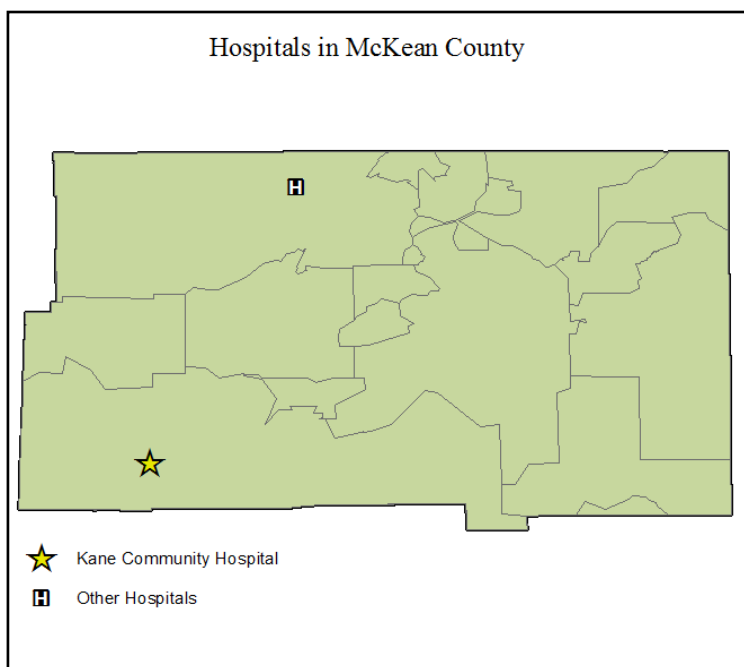 Hospitals in McKean County
H
Kane Community Hospital
H Other Hospitals